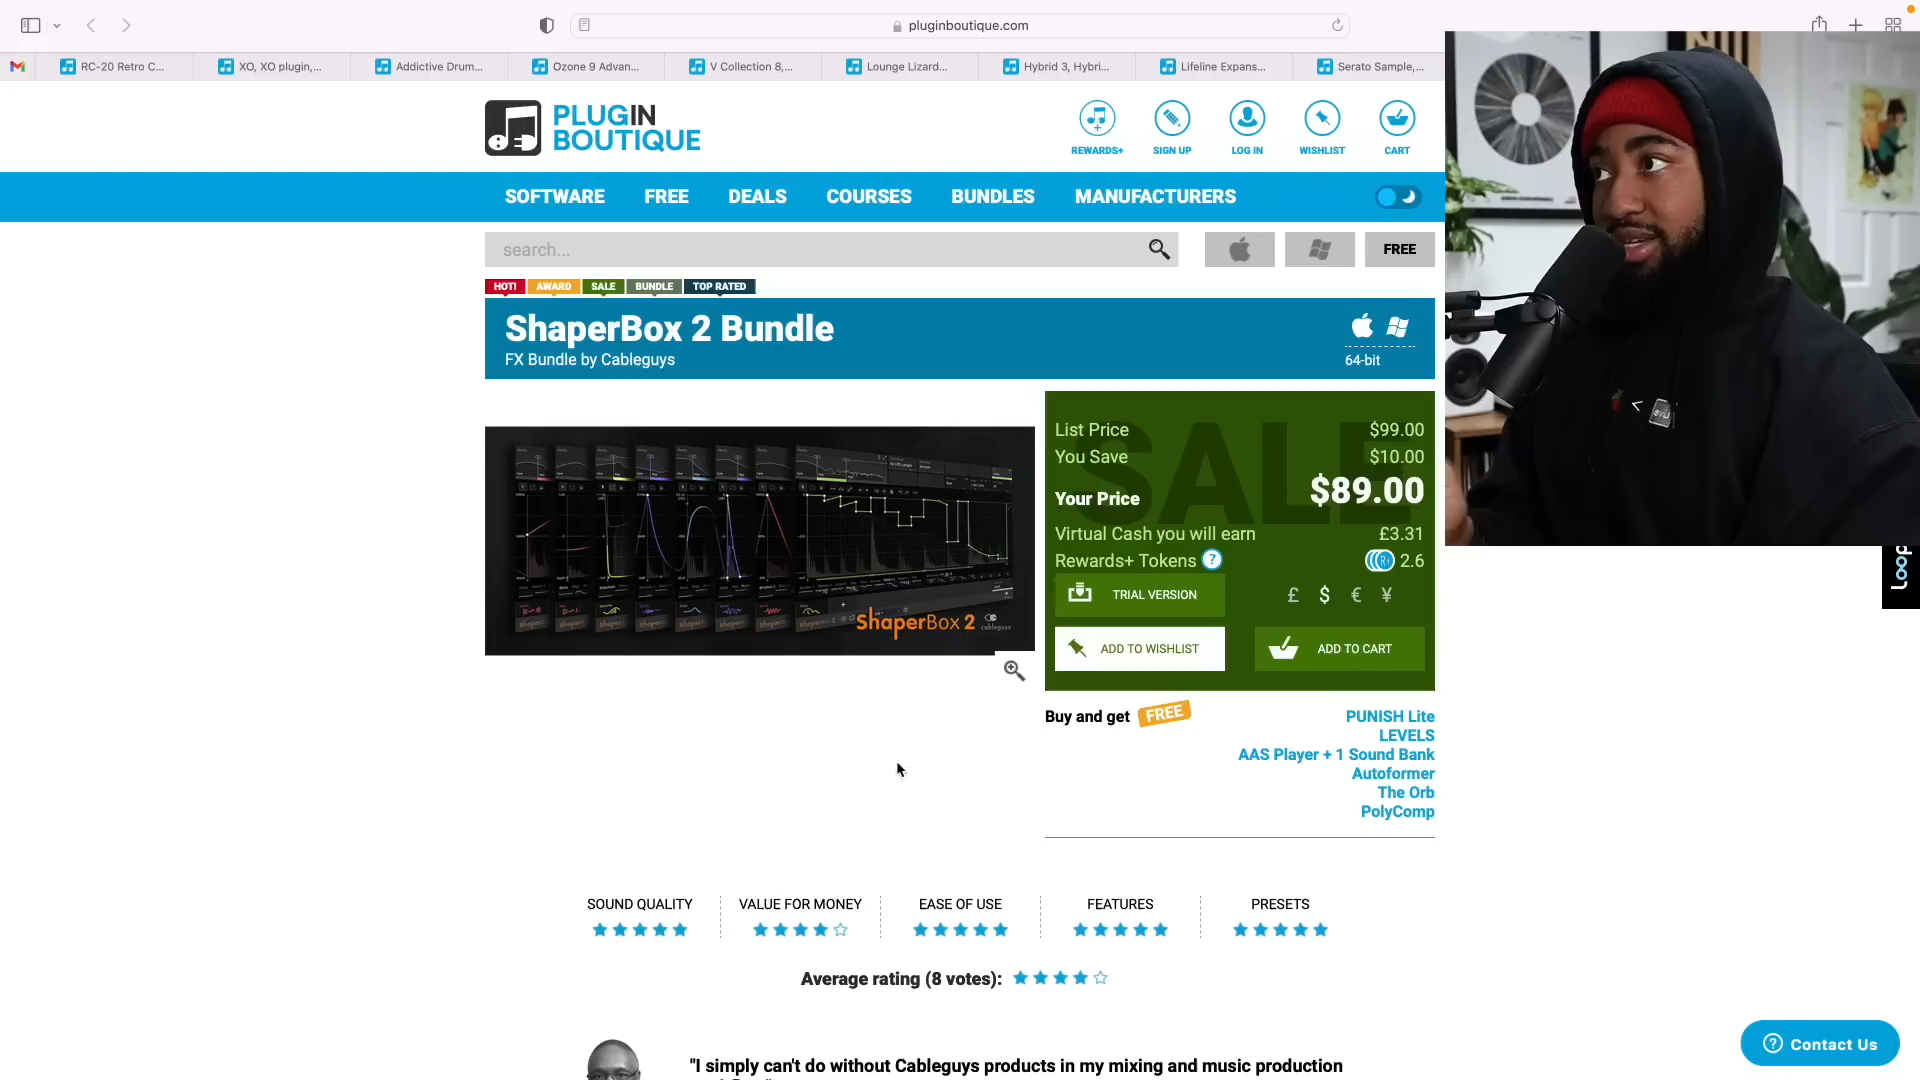 pluginboutique.com
RC-20 Retro C...
XO, XO plugin,...
Addictive Drum...
Ozone 9 Advan...
V Collection 8,...
Lounge Lizard...
Hybrid 3, Hybri...
Lifeline Expans...
Serato Sample,...
PLUGIN
BOUTIQUE
REWARDS+
SIGN UP
LOG IN
WISHLIST
CART
SOFTWARE
FREE
DEALS
COURSES
BUNDLES
MANUFACTURERS
search...
FREE
HOT!
AWARD
SALE
BUNDLE
TOP RATED
ShaperBox 2 Bundle
FX Bundle by Cableguys
64-bit
ShaperBox 2
cableguys
SALE
List Price $99.00
You Save $10.00
Your Price $89.00
Virtual Cash you will earn £3.31
Rewards+ Tokens ? 2.6
TRIAL VERSION
£ $ € ¥
ADD TO WISHLIST
ADD TO CART
Buy and get FREE
PUNISH Lite
LEVELS
AAS Player + 1 Sound Bank
Autoformer
The Orb
PolyComp
SOUND QUALITY
VALUE FOR MONEY
EASE OF USE
FEATURES
PRESETS
Average rating (8 votes):
"I simply can't do without Cableguys products in my mixing and music production
? Contact Us